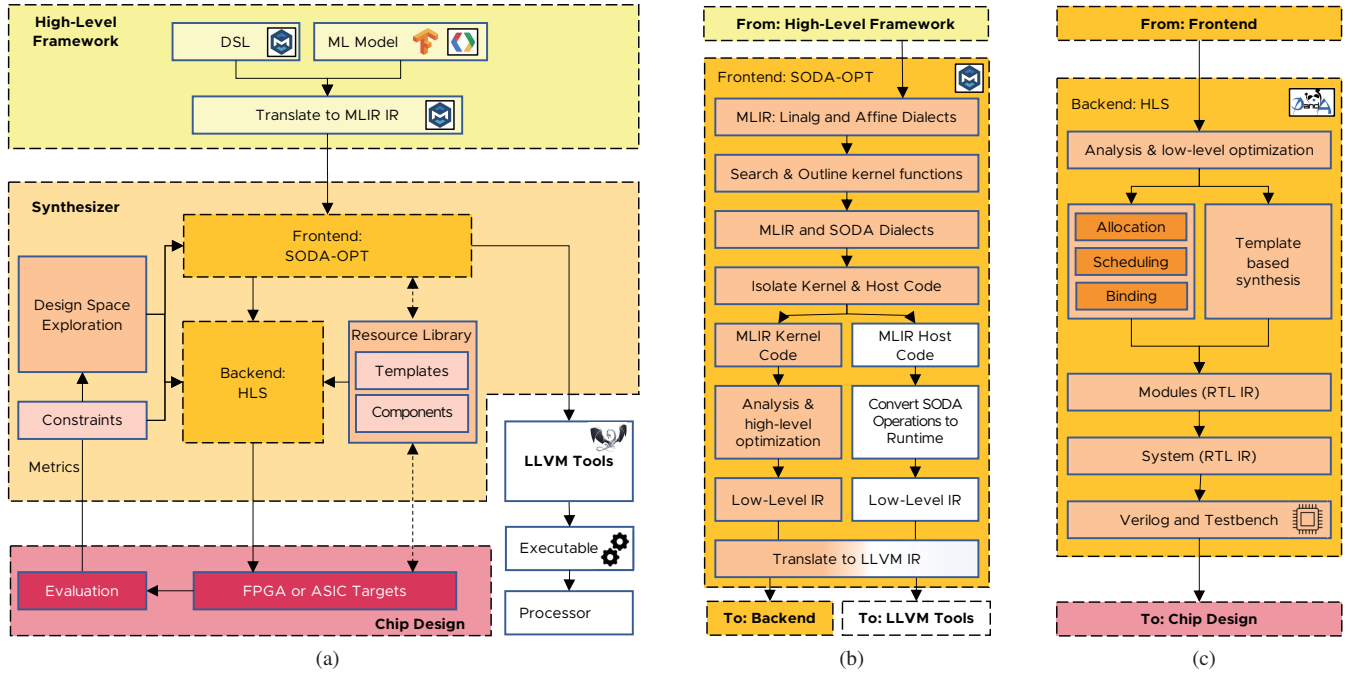 High-Level
Framework
DSL
ML Model
Translate to MLIR IR
Synthesizer
Frontend:
SODA-OPT
Design Space
Exploration
Backend:
HLS
Resource Library
Templates
Components
Constraints
Metrics
LLVM Tools
Executable
Processor
Evaluation
FPGA or ASIC Targets
Chip Design
(a)
From: High-Level Framework
Frontend: SODA-OPT
MLIR: Linalg and Affine Dialects
Search & Outline kernel functions
MLIR and SODA Dialects
Isolate Kernel & Host Code
MLIR Kernel
Code
MLIR Host
Code
Analysis &
high-level
optimization
Convert SODA
Operations to
Runtime
Low-Level IR
Low-Level IR
Translate to LLVM IR
To: Backend
To: LLVM Tools
(b)
From: Frontend
Backend: HLS
PandA
Analysis & low-level optimization
Allocation
Scheduling
Binding
Template
based
synthesis
Modules (RTL IR)
System (RTL IR)
Verilog and Testbench
To: Chip Design
(c)